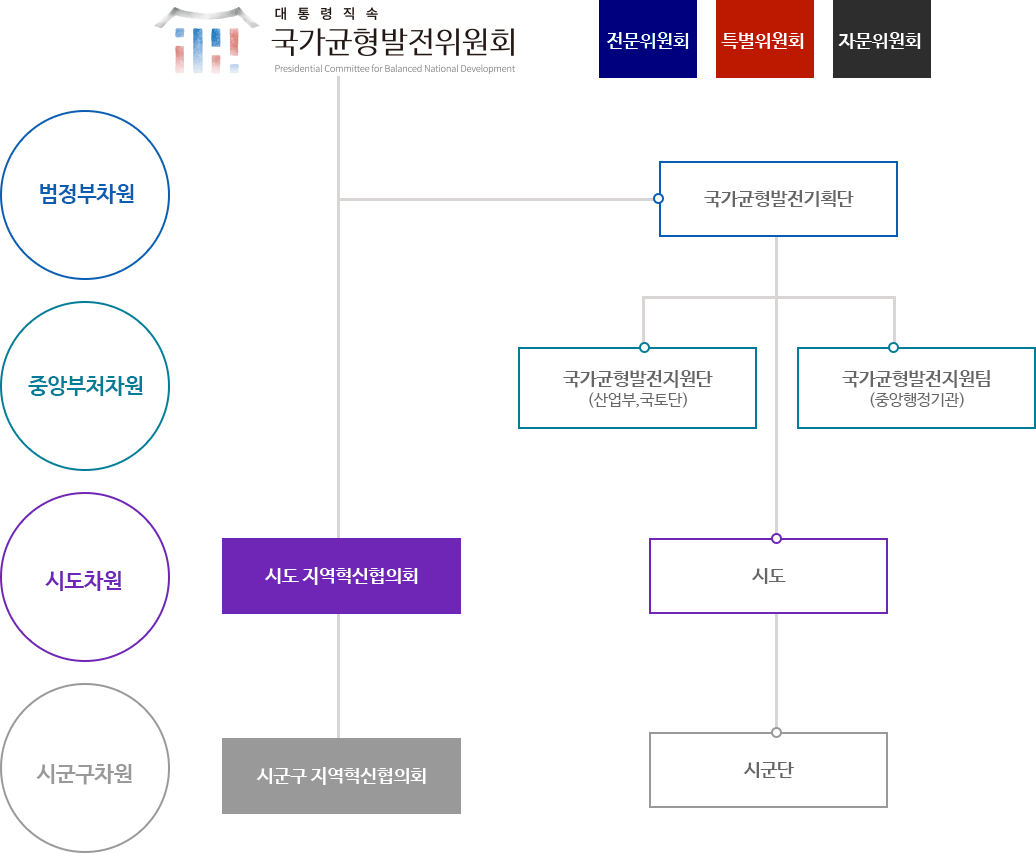 대통령직속
국가균형발전위원회
Presidential Committee for Balanced National Development
전문위원회
특별위원회
자문위원회
범정부차원
국가균형발전기획단
중앙부처차원
국가균형발전지원단
(산업부,국토단)
국가균형발전지원팀
(중앙행정기관)
시도차원
시도 지역혁신협의회
시도
시군구차원
시군구 지역혁신협의회
시군단